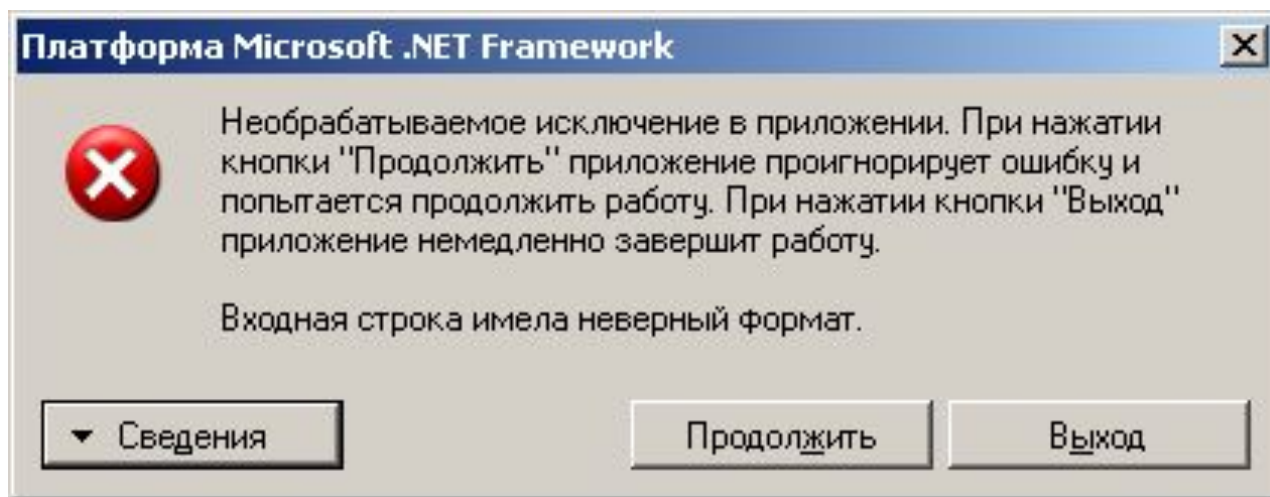 Платформа Microsoft .NET Framework
Необрабатываемое исключение в приложении. При нажатии
кнопки "Продолжить" приложение проигнорирует ошибку и
попытается продолжить работу. При нажатии кнопки "Выход"
приложение немедленно завершит работу.
Входная строка имела неверный формат.
Сведения
Продолжить
Выход